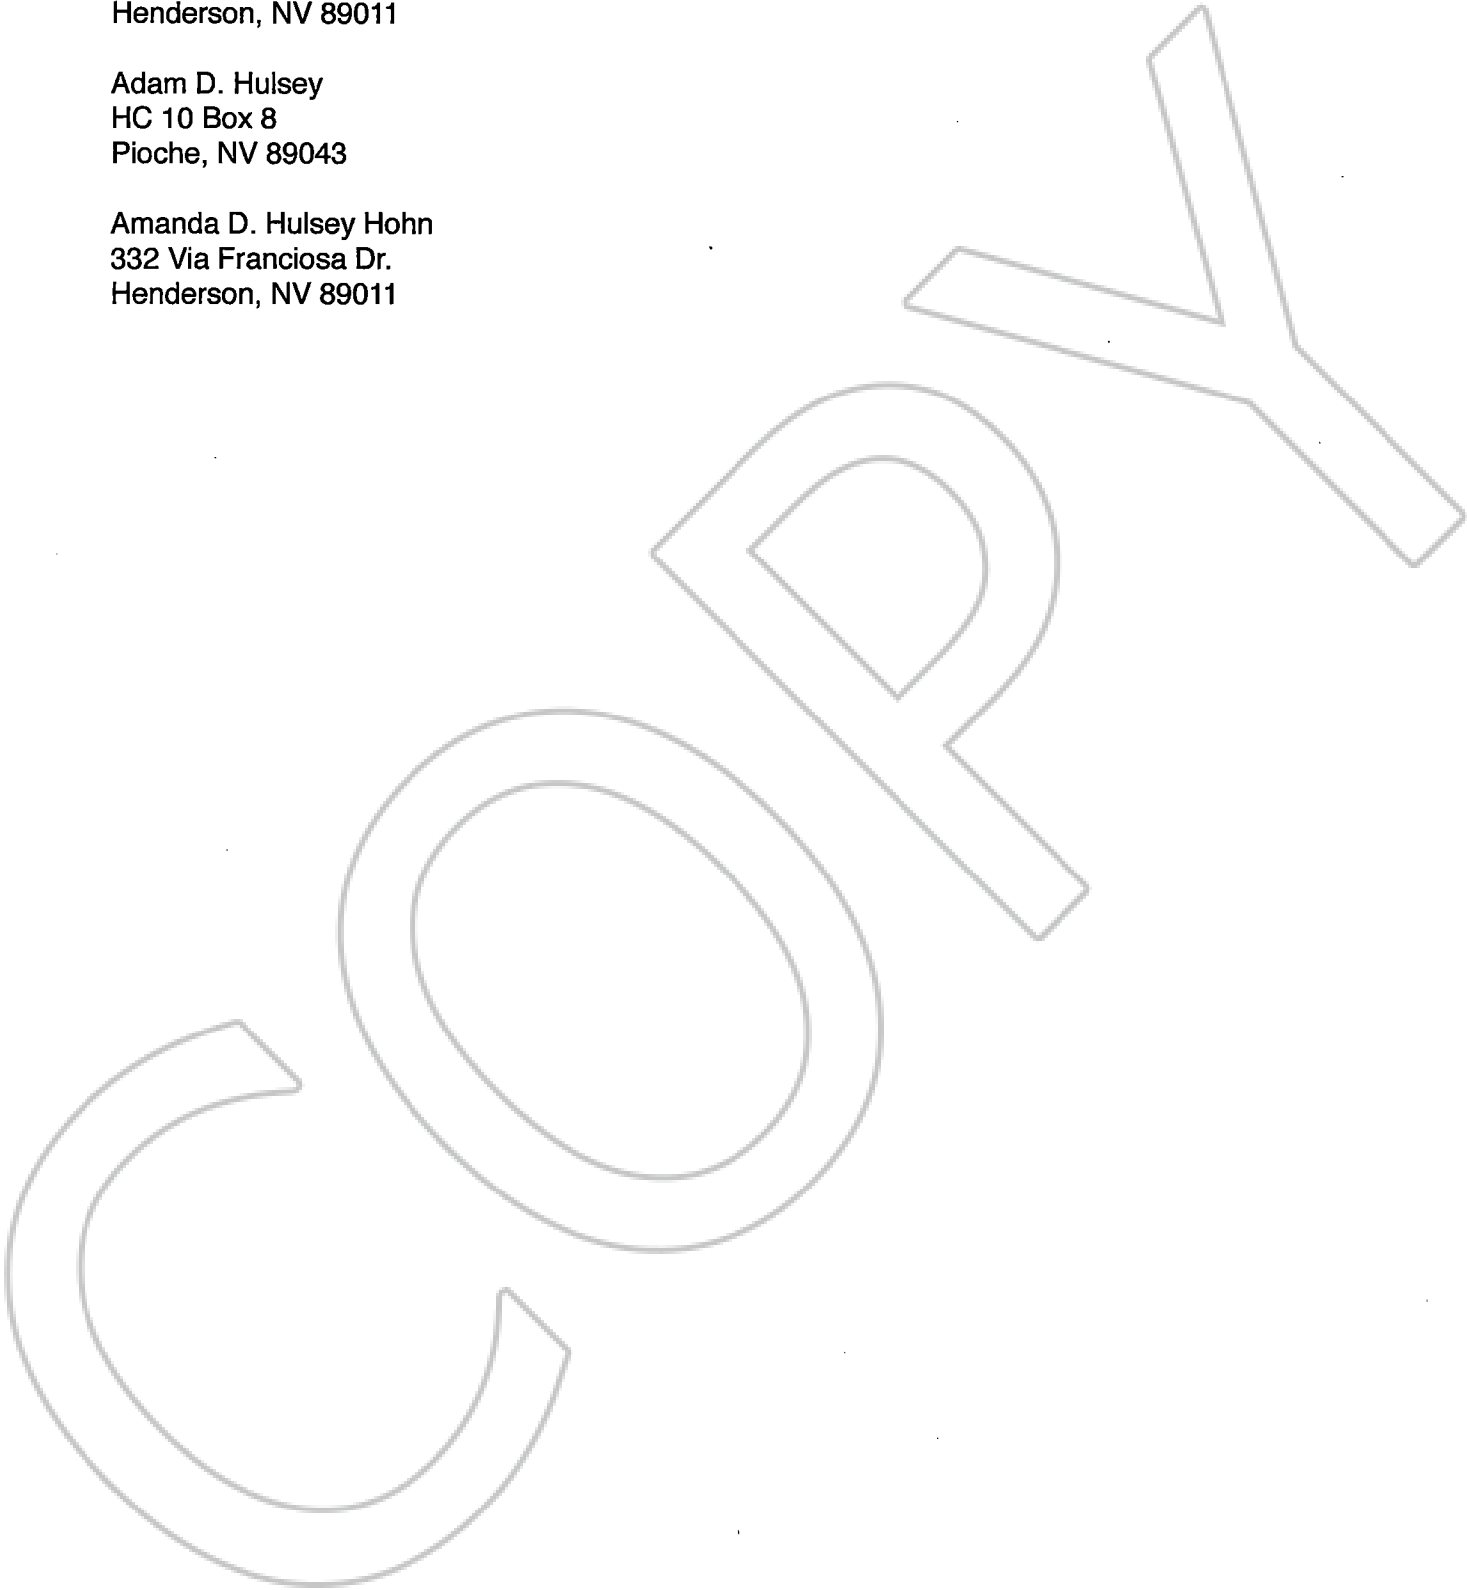 Henderson, NV 89011
Adam D. Hulsey
HC 10 Box 8
Pioche, NV 89043
Amanda D. Hulsey Hohn
332 Via Franciosa Dr.
Henderson, NV 89011
COPY